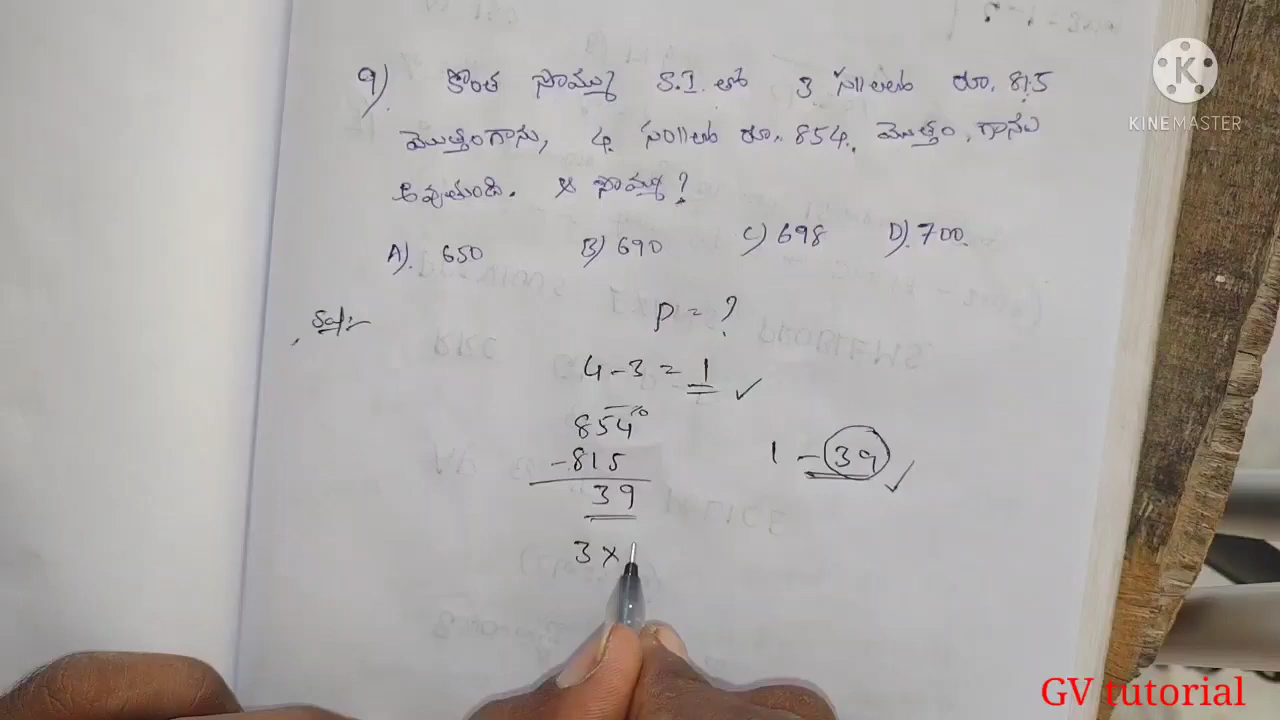 KINEMASTER
9) కొంత సొమ్ము S.I. తో 3 సం||లకు రూ. 815
మొత్తంగాను, 4 సం||లకు రూ. 854. మొత్తం గానూ
అవుతుంది. ఆ సొమ్ము?
A). 650 B) 690 C) 698 D). 700.
Sol:-
P = ?
4 - 3 = 1
854
- 815
39
1 - 39
3 ×
GV tutorial